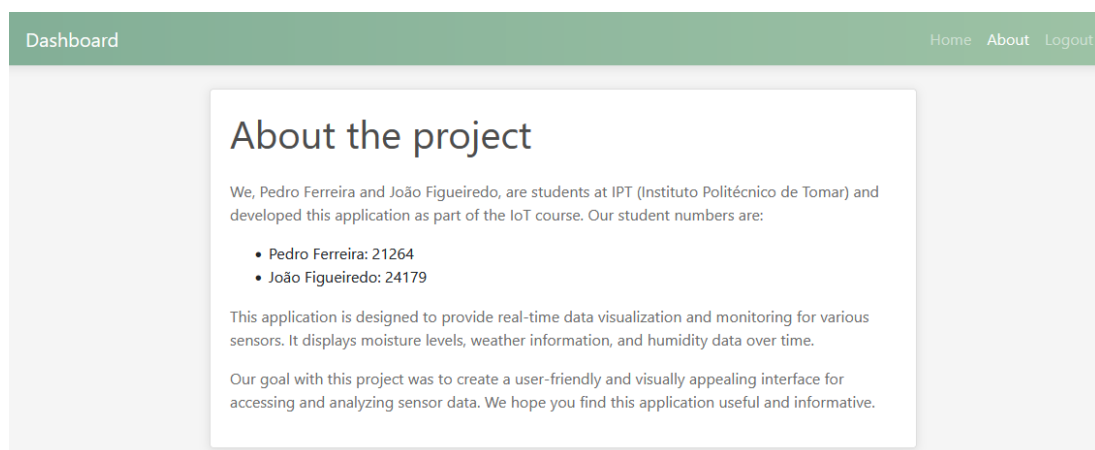 Dashboard Home About Logout
About the project
We, Pedro Ferreira and João Figueiredo, are students at IPT (Instituto Politécnico de Tomar) and
developed this application as part of the IoT course. Our student numbers are:
• Pedro Ferreira: 21264
• João Figueiredo: 24179
This application is designed to provide real-time data visualization and monitoring for various
sensors. It displays moisture levels, weather information, and humidity data over time.
Our goal with this project was to create a user-friendly and visually appealing interface for
accessing and analyzing sensor data. We hope you find this application useful and informative.